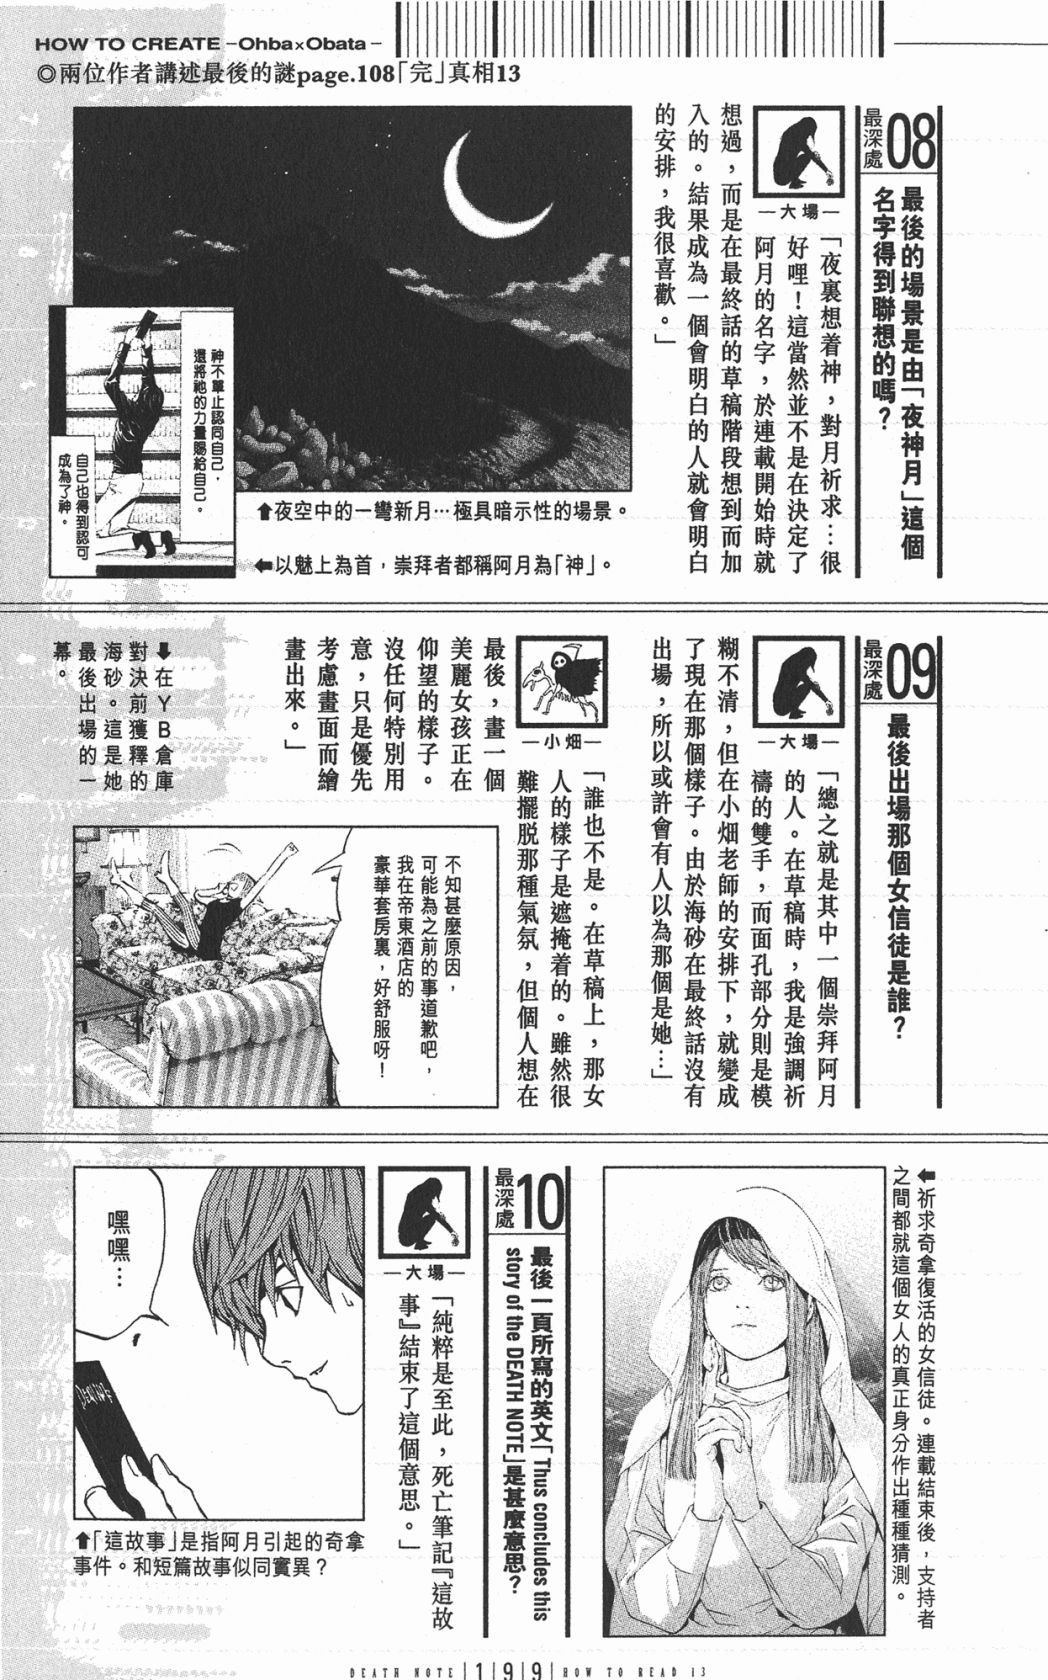 HOW TO CREATE –Ohba×Obata–
◎兩位作者講述最後的謎page.108「完」真相13
最深處08
最後的場景是由「夜神月」這個
名字得到聯想的嗎？
—大場—
「夜裏想着神，對月祈求…很
好哩！這當然並不是在決定了
阿月的名字，於連載開始時就
想過，而是在最終話的草稿階段想到而加
入的。結果成為一個會明白的人就會明白
的安排，我很喜歡。」
⬆夜空中的一彎新月…極具暗示性的場景。
⬅以魅上為首，崇拜者都稱阿月為「神」。
神不單止認同自己，
還將祂的力量賜給自己。
自己也得到認可
成為了神。
最深處09
最後出場那個女信徒是誰？
—大場—
「總之就是其中一個崇拜阿月
的人。在草稿時，我是強調祈
禱的雙手，而面孔部分則是模
糊不清，但在小畑老師的安排下，就變成
了現在那個樣子。由於海砂在最終話沒有
出場，所以或許會有人以為那個是她…」
—小畑—
「誰也不是。在草稿上，那女
人的樣子是遮掩着的。雖然很
難擺脱那種氣氛，但個人想在
最後，畫一個
美麗女孩正在
仰望的樣子。
沒任何特別用
意，只是優先
考慮畫面而繪
畫出來。」
⬇在ＹＢ倉庫
對決前獲釋的
海砂。這是她
最後出場的一
幕。
不知甚麼原因，
可能為之前的事道歉吧，
我在帝東酒店的
豪華套房裏，好舒服呀！
⬅祈求奇拿復活的女信徒。連載結束後，支持者
之間都就這個女人的真正身分作出種種猜測。
最深處10
最後一頁所寫的英文「Thus concludes this
story of the DEATH NOTE」是甚麼意思？
—大場—
「純粹是至此，死亡筆記『這故
事』結束了這個意思。」
嘿嘿…
⬆「這故事」是指阿月引起的奇拿
事件。和短篇故事似同實異？
DEATH NOTE|1|9|9|HOW TO READ 13